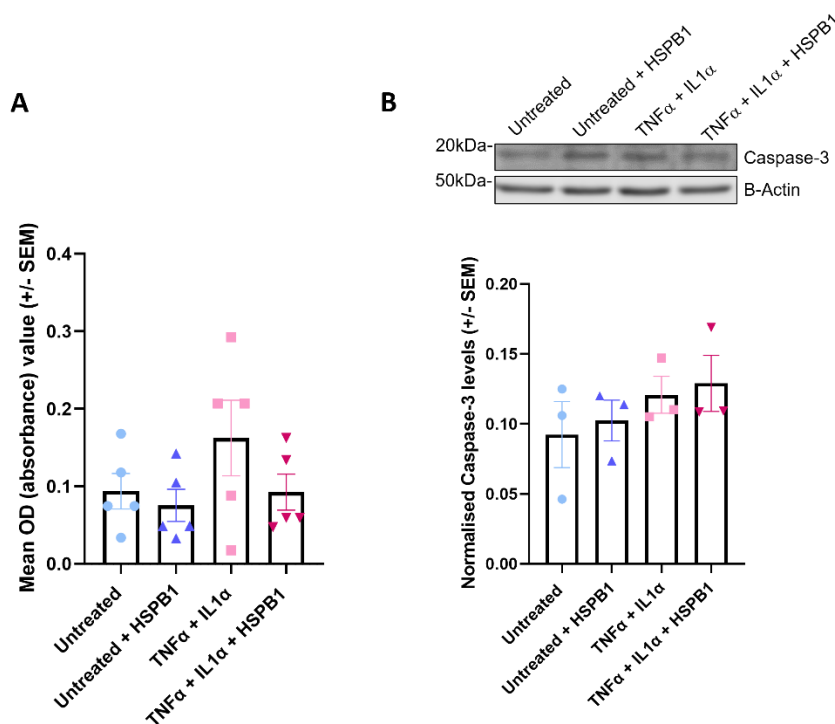 A
Mean OD (absorbance) value (+/- SEM)
0.4
0.3
0.2
0.1
0.0
Untreated
Untreated + HSPB1
TNFα + IL1α
TNFα + IL1α + HSPB1
B
Untreated
Untreated + HSPB1
TNFα + IL1α
TNFα + IL1α + HSPB1
20kDa-
Caspase-3
50kDa-
B-Actin
Normalised Caspase-3 levels (+/- SEM)
0.20
0.15
0.10
0.05
0.00
Untreated
Untreated + HSPB1
TNFα + IL1α
TNFα + IL1α + HSPB1